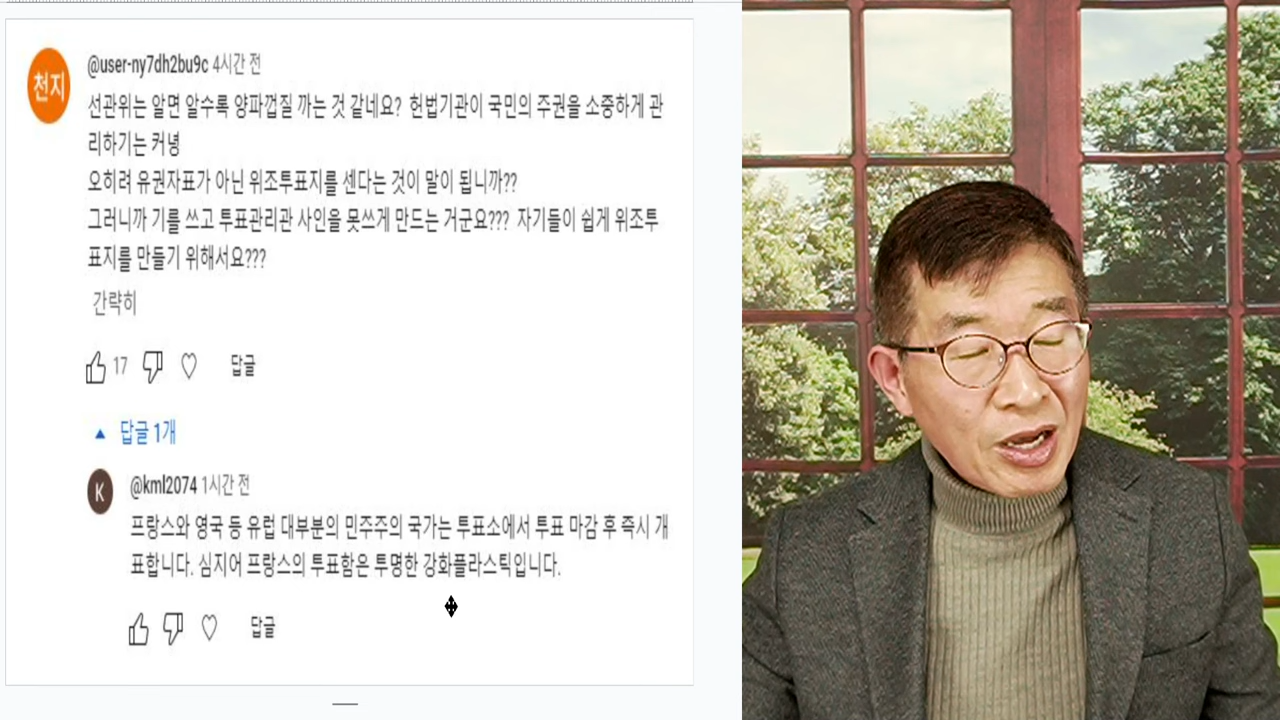 천지
@user-ny7dh2bu9c 4시간 전
선관위는 알면 알수록 양파껍질 까는 것 같네요? 헌법기관이 국민의 주권을 소중하게 관
리하기는 커녕
오히려 유권자표가 아닌 위조투표지를 센다는 것이 말이 됩니까??
그러니까 기를 쓰고 투표관리관 사인을 못쓰게 만드는 거군요??? 자기들이 쉽게 위조투
표지를 만들기 위해서요???
간략히
17 답글
답글 1개
K
@kml2074 1시간 전
프랑스와 영국 등 유럽 대부분의 민주주의 국가는 투표소에서 투표 마감 후 즉시 개
표합니다. 심지어 프랑스의 투표함은 투명한 강화플라스틱입니다.
답글